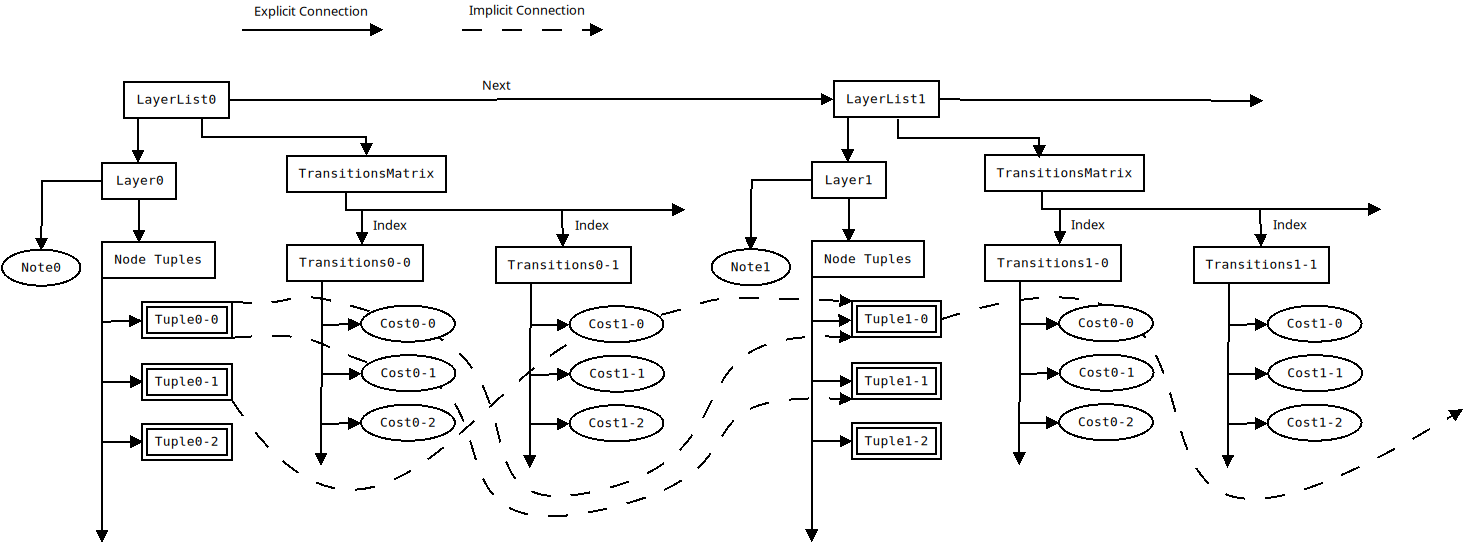 Explicit Connection
Implicit Connection
LayerList0
Next
LayerList1
Layer0
TransitionsMatrix
Layer1
TransitionsMatrix
Index
Index
Index
Index
Note0
Node Tuples
Transitions0-0
Transitions0-1
Note1
Node Tuples
Transitions1-0
Transitions1-1
Tuple0-0
Cost0-0
Cost1-0
Tuple1-0
Cost0-0
Cost1-0
Tuple0-1
Cost0-1
Cost1-1
Tuple1-1
Cost0-1
Cost1-1
Tuple0-2
Cost0-2
Cost1-2
Tuple1-2
Cost0-2
Cost1-2